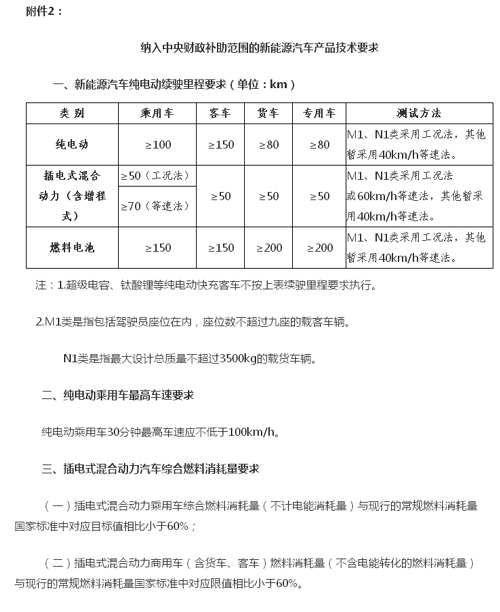 附件2：
纳入中央财政补助范围的新能源汽车产品技术要求
一、新能源汽车纯电动续驶里程要求（单位：km）
类 别 乘用车 客车 货车 专用车 测试方法
纯电动 ≥100 ≥150 ≥80 ≥80 M1、N1类采用工况法，其他
暂采用40km/h等速法。
插电式混合
动力（含增程
式） ≥50（工况法） ≥50 ≥50 ≥50 M1、N1类采用工况法
≥70（等速法） 或60km/h等速法，其他暂采
用40km/h等速法。
燃料电池 ≥150 ≥150 ≥200 ≥200 M1、N1类采用工况法，其他
暂采用40km/h等速法。
注：1.超级电容、钛酸锂等纯电动快充客车不按上表续驶里程要求执行。
2.M1类是指包括驾驶员座位在内，座位数不超过九座的载客车辆。
N1类是指最大设计总质量不超过3500kg的载货车辆。
二、纯电动乘用车最高车速要求
纯电动乘用车30分钟最高车速应不低于100km/h。
三、插电式混合动力汽车综合燃料消耗量要求
（一）插电式混合动力乘用车综合燃料消耗量（不计电能消耗量）与现行的常规燃料消耗量
国家标准中对应目标值相比小于60%；
（二）插电式混合动力商用车（含货车、客车）燃料消耗量（不含电能转化的燃料消耗量）
与现行的常规燃料消耗量国家标准中对应限值相比小于60%。